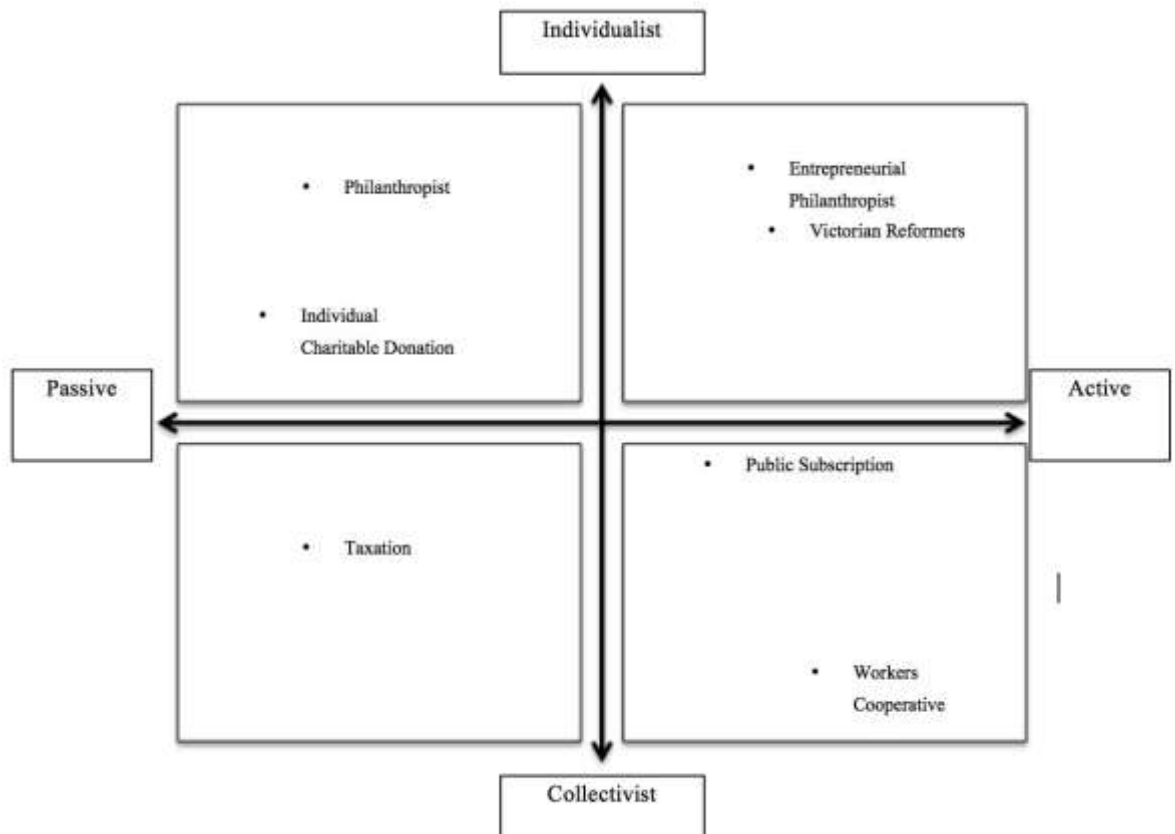 Individualist
• Philanthropist
• Individual
Charitable Donation
• Entrepreneurial
Philanthropist
• Victorian Reformers
Passive
Active
• Taxation
• Public Subscription
• Workers
Cooperative
Collectivist